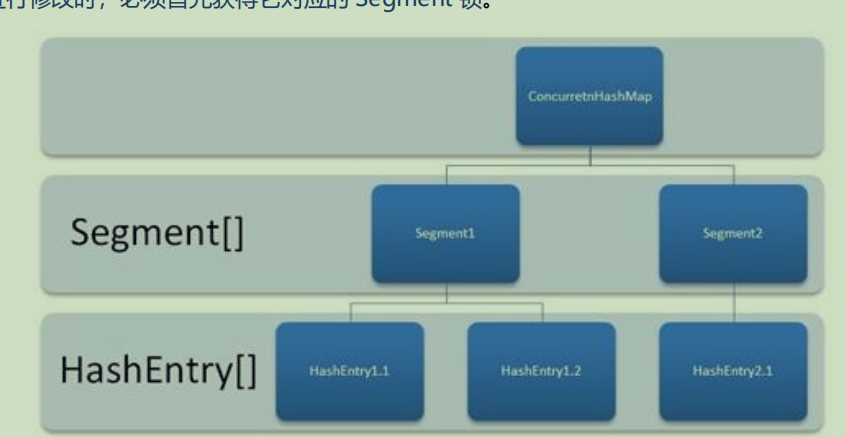 行修改时，必须首先获得它对应的 Segment 锁。
ConcurretnHashMap
Segment[]
Segment1
Segment2
HashEntry[]
HashEntry1.1
HashEntry1.2
HashEntry2.1